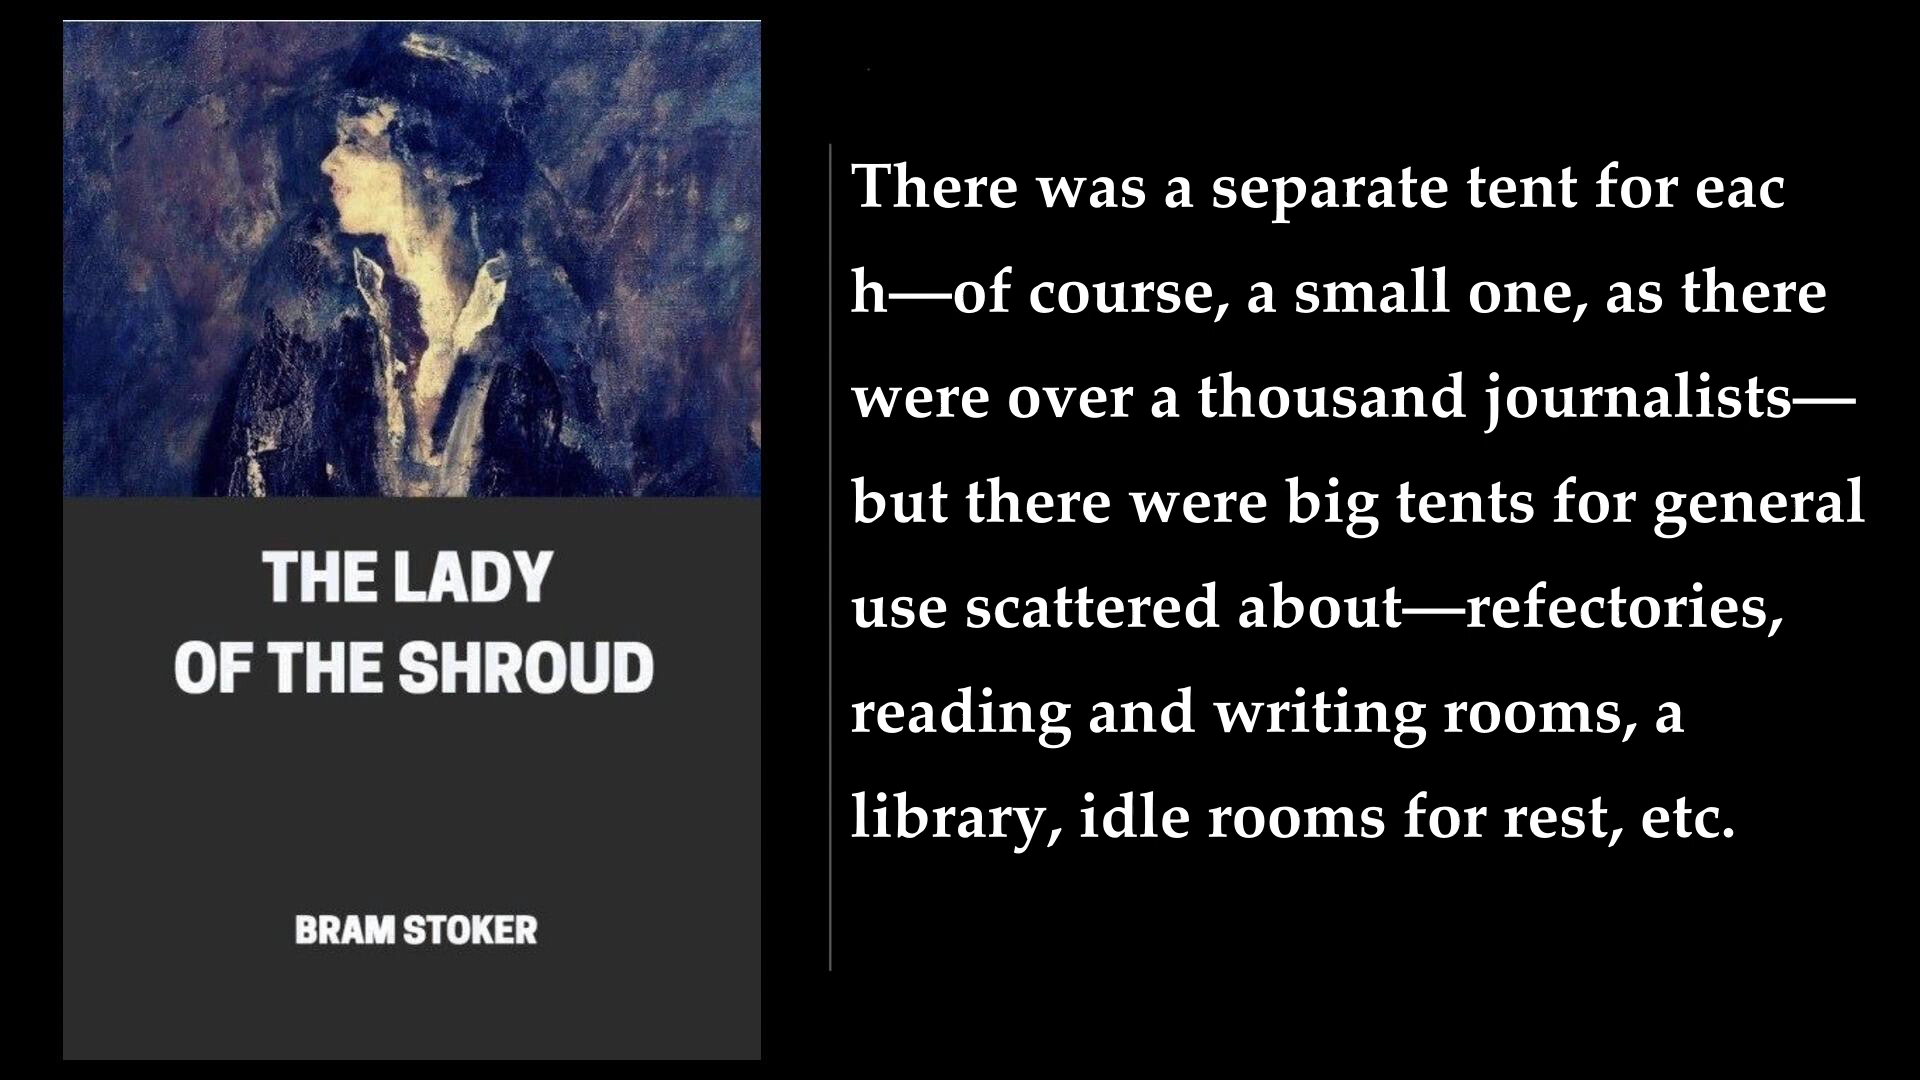 THE LADY
OF THE SHROUD
BRAM STOKER
There was a separate tent for eac
h—of course, a small one, as there
were over a thousand journalists—
but there were big tents for general
use scattered about—refectories,
reading and writing rooms, a
library, idle rooms for rest, etc.